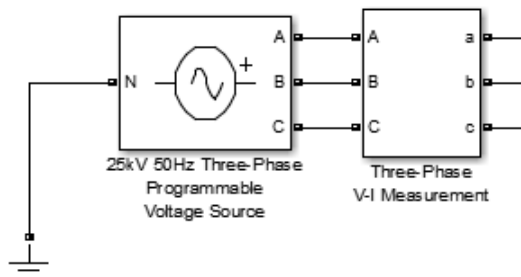 A A a
N B B b
C C c
25kV 50Hz Three-Phase
Programmable
Voltage Source
Three-Phase
V-I Measurement